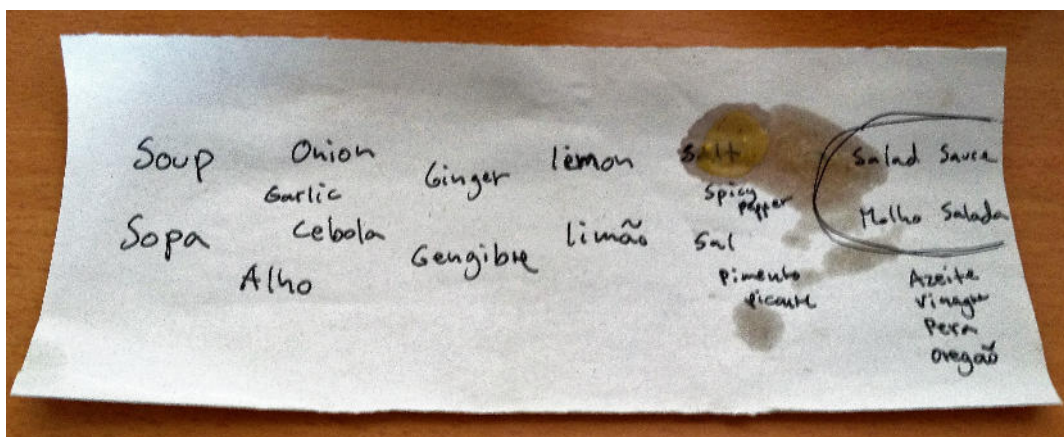 Soup
Onion
Garlic
Ginger
lemon
Salt
Spicy
pepper
Salad Sauce
Sopa
Cebola
Alho
Gengibre
limão
Sal
Pimento
picante
Molho Salada
Azeite
Vinagre
Pera
Oregão